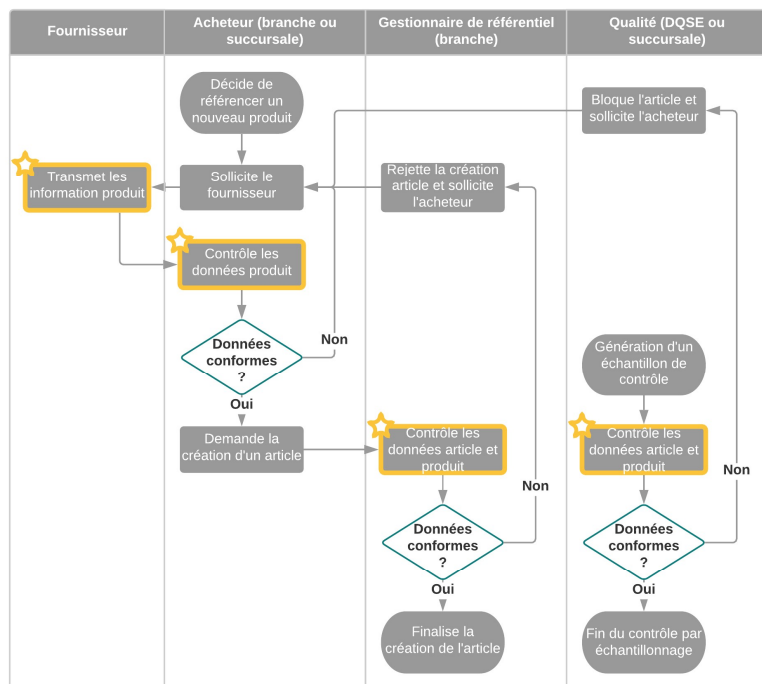 Fournisseur
Acheteur (branche ou
succursale)
Gestionnaire de référentiel
(branche)
Qualité (DQSE ou
succursale)
Décide de
référencer un
nouveau produit
Bloque l'article et
sollicite l'acheteur
Transmet les
information produit
Sollicite le
fournisseur
Rejette la création
article et sollicite
l'acheteur
Contrôle les
données produit
Données
conformes
?
Non
Génération d'un
échantillon de
contrôle
Oui
Demande la
création d'un article
Contrôle les
données article et
produit
Contrôle les
données article et
produit
Non
Non
Données
conformes
?
Données
conformes
?
Oui
Oui
Finalise la
création de l'article
Fin du contrôle par
échantillonnage